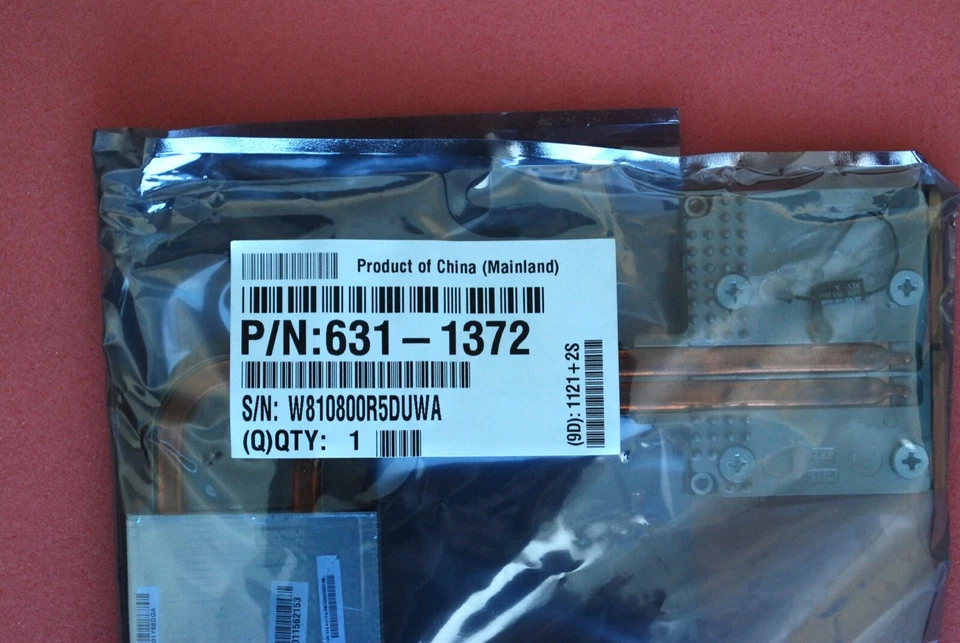 Product of China (Mainland)
P/N:631-1372
S/N: W810800R5DUWA
(Q)QTY: 1
(9D): 1121+2S